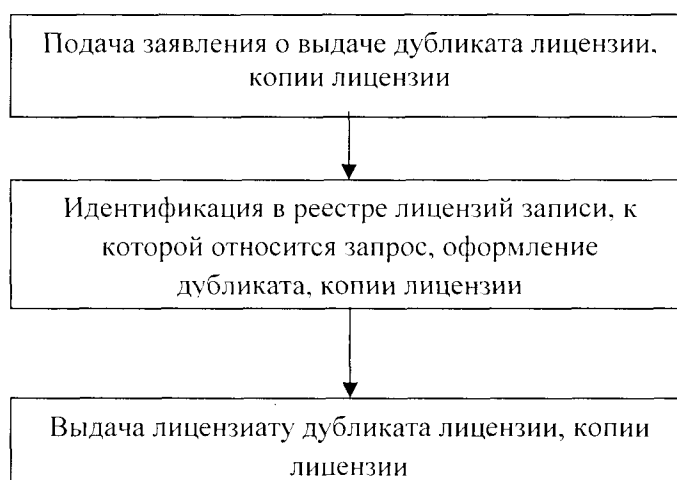 Подача заявления о выдаче дубликата лицензии,
копии лицензии
Идентификация в реестре лицензий записи, к
которой относится запрос, оформление
дубликата, копии лицензии
Выдача лицензиату дубликата лицензии, копии
лицензии